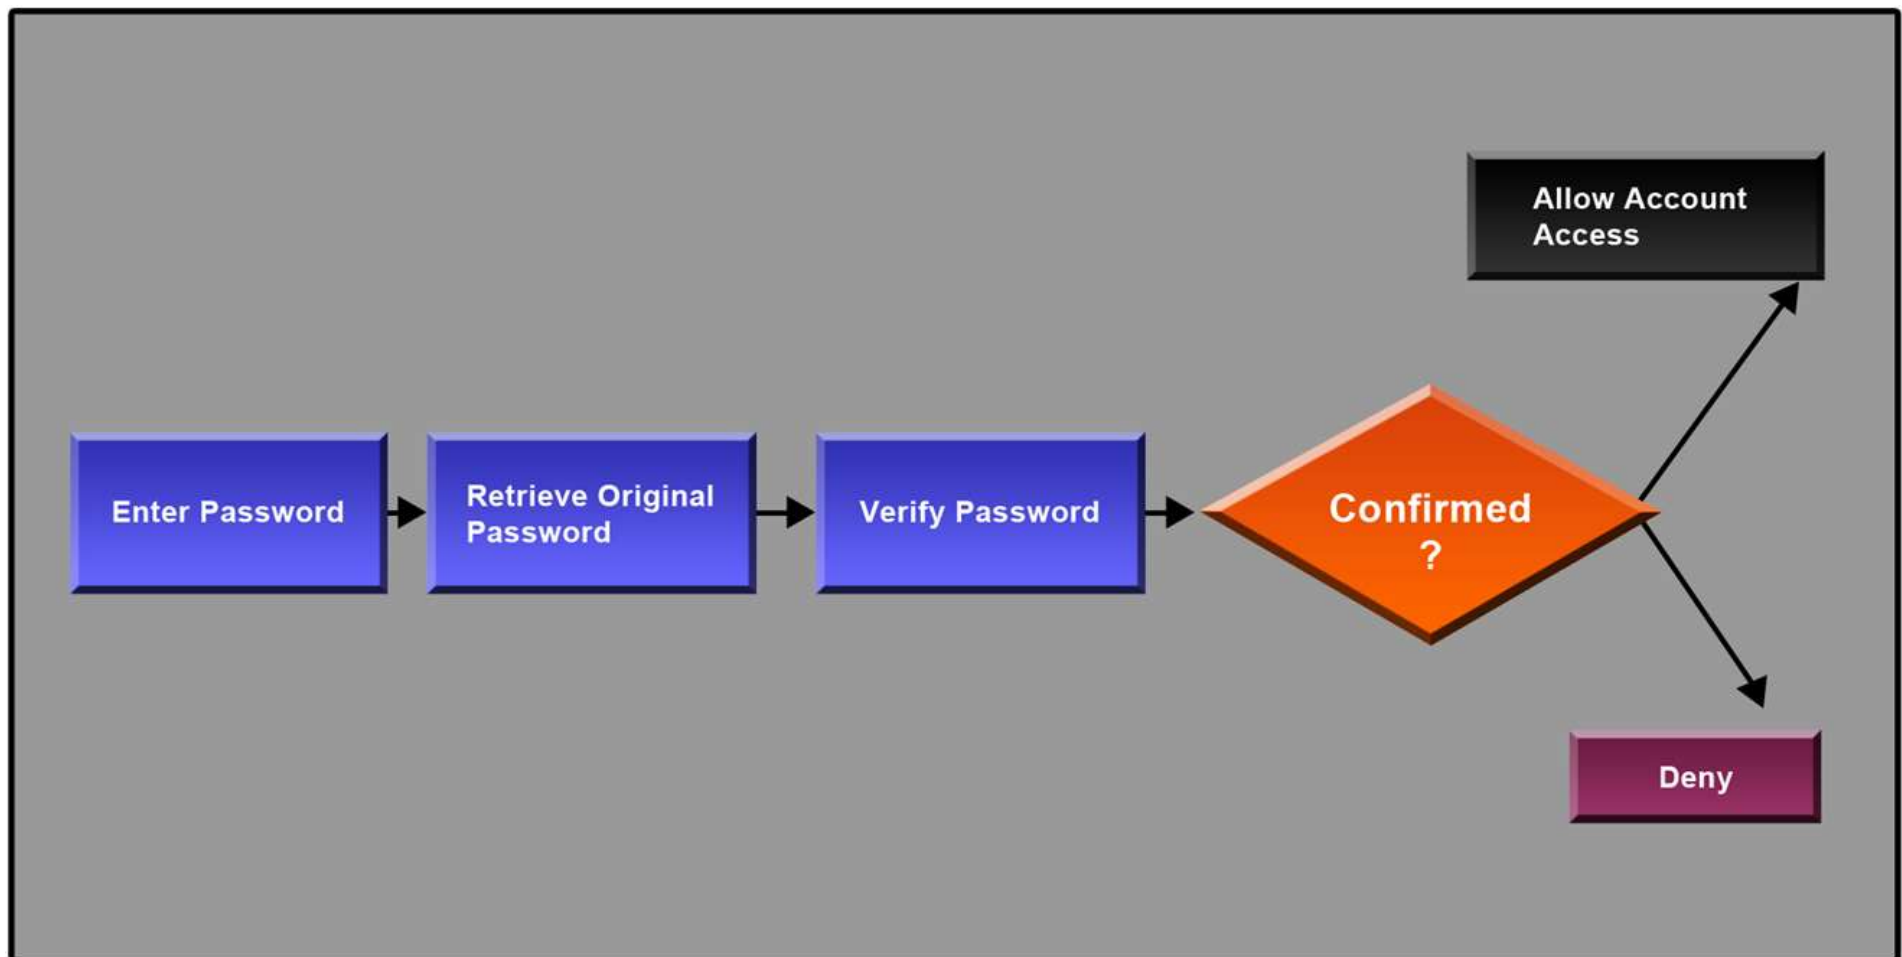 Allow Account
Access
Enter Password
Retrieve Original
Password
Verify Password
Confirmed
?
Deny